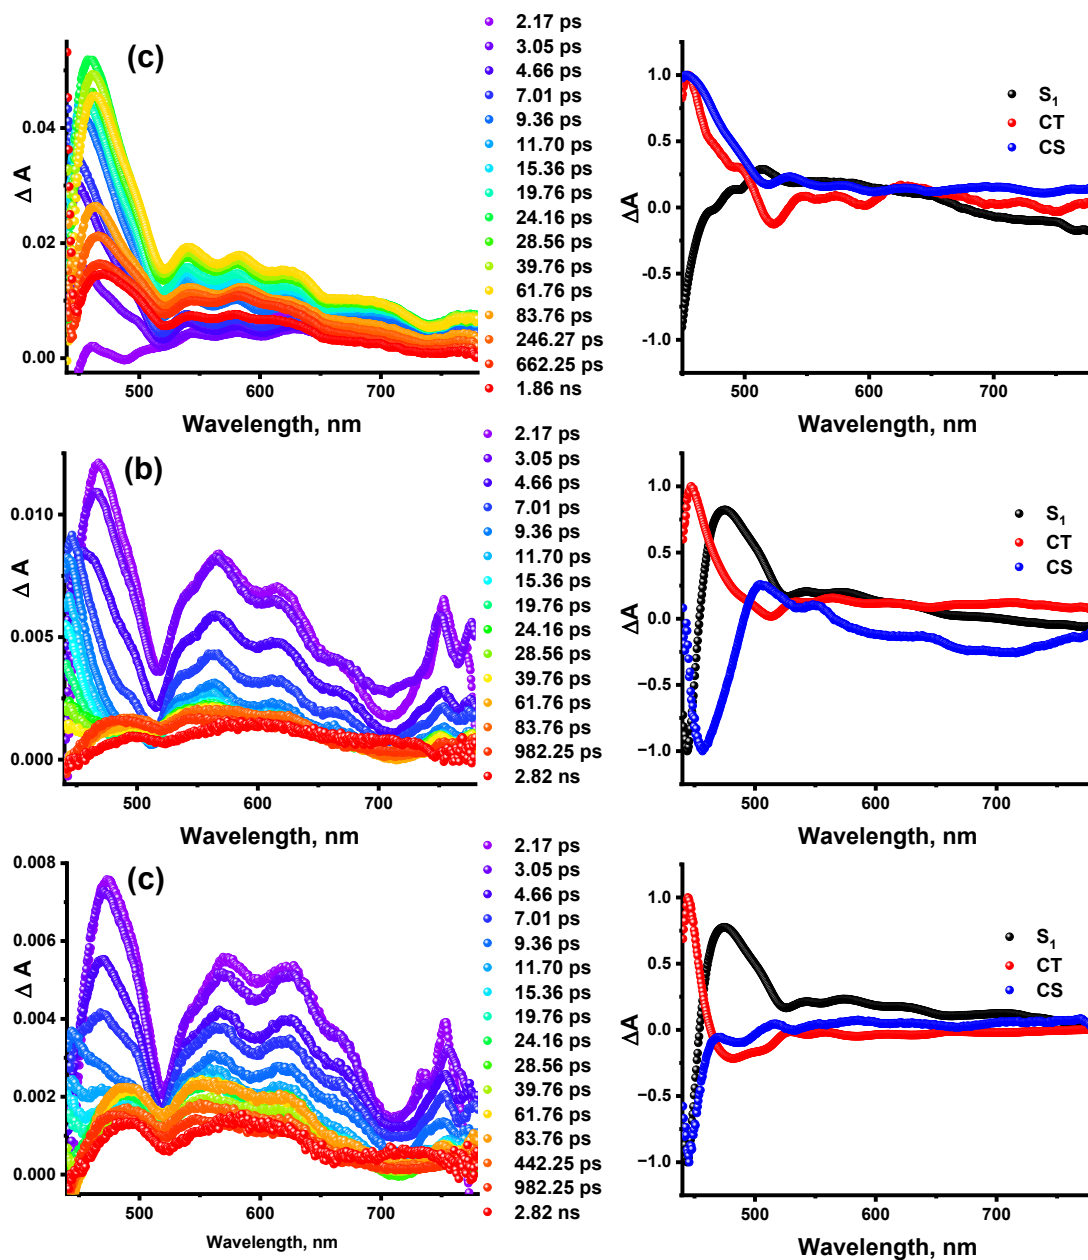 (c)
Δ A
0.04
0.02
0.00
500
600
700
Wavelength, nm
2.17 ps
3.05 ps
4.66 ps
7.01 ps
9.36 ps
11.70 ps
15.36 ps
19.76 ps
24.16 ps
28.56 ps
39.76 ps
61.76 ps
83.76 ps
246.27 ps
662.25 ps
1.86 ns
ΔA
1.0
0.5
0.0
-0.5
-1.0
500
600
700
Wavelength, nm
S₁
CT
CS
(b)
Δ A
0.010
0.005
0.000
500
600
700
Wavelength, nm
2.17 ps
3.05 ps
4.66 ps
7.01 ps
9.36 ps
11.70 ps
15.36 ps
19.76 ps
24.16 ps
28.56 ps
39.76 ps
61.76 ps
83.76 ps
982.25 ps
2.82 ns
ΔA
1.0
0.5
0.0
−0.5
−1.0
500
600
700
Wavelength, nm
S₁
CT
CS
(c)
Δ A
0.008
0.006
0.004
0.002
0.000
500
600
700
Wavelength, nm
2.17 ps
3.05 ps
4.66 ps
7.01 ps
9.36 ps
11.70 ps
15.36 ps
19.76 ps
24.16 ps
28.56 ps
39.76 ps
61.76 ps
83.76 ps
442.25 ps
982.25 ps
2.82 ns
ΔA
1.0
0.5
0.0
−0.5
−1.0
500
600
700
Wavelength, nm
S₁
CT
CS